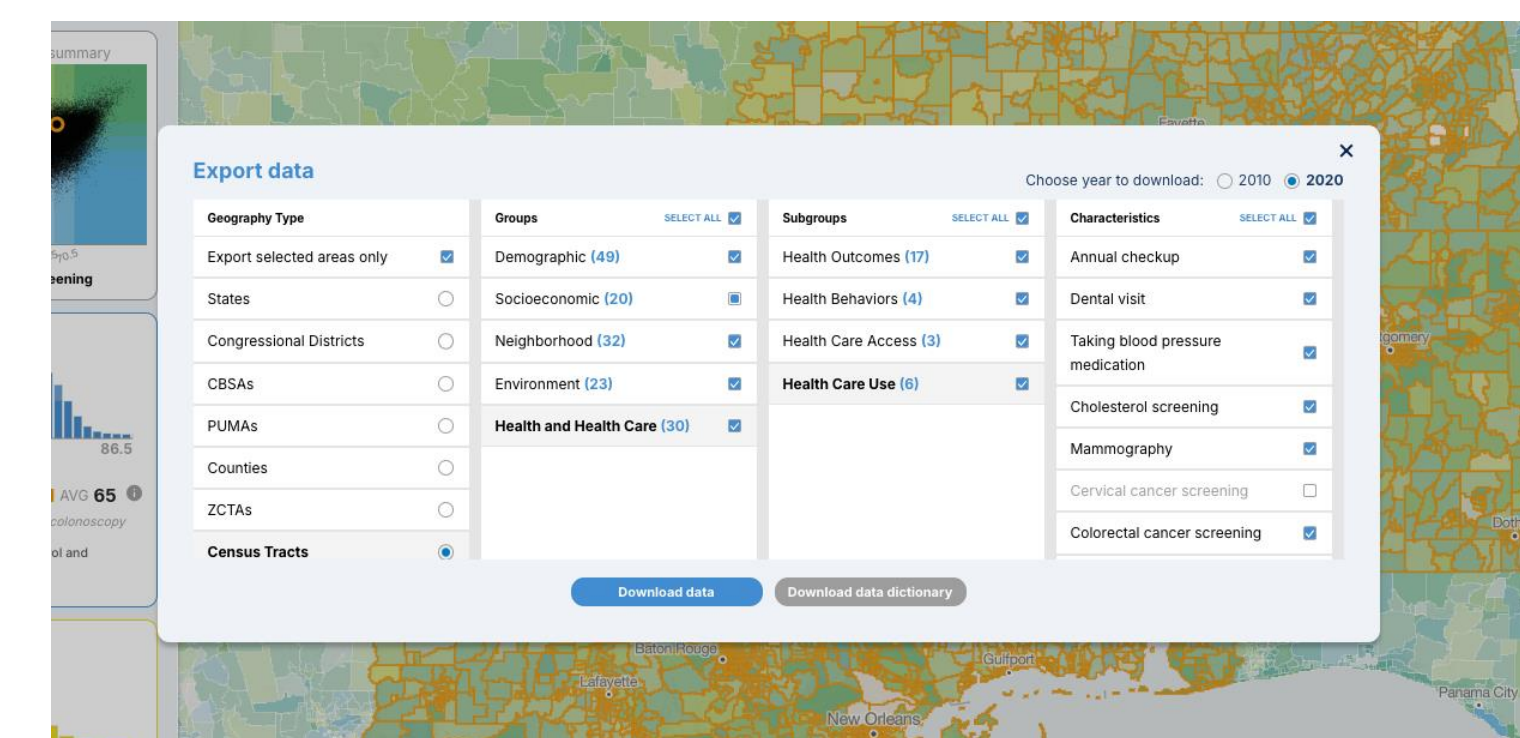 summary
Fayette
Export data
Choose year to download: 2010 2020
Geography Type
Groups SELECT ALL
Subgroups SELECT ALL
Characteristics SELECT ALL
Export selected areas only
Demographic (49)
Health Outcomes (17)
Annual checkup
70.5
eening
States
Socioeconomic (20)
Health Behaviors (4)
Dental visit
Congressional Districts
Neighborhood (32)
Health Care Access (3)
Taking blood pressure
medication
gomery
CBSAs
Environment (23)
Health Care Use (6)
Cholesterol screening
PUMAs
Health and Health Care (30)
Mammography
86.5
Counties
Cervical cancer screening
AVG 65
ZCTAs
colonoscopy
Colorectal cancer screening
Doth
ol and
Census Tracts
Download data
Download data dictionary
Baton Rouge
Gulfport
Lafayette
Panama City
New Orleans